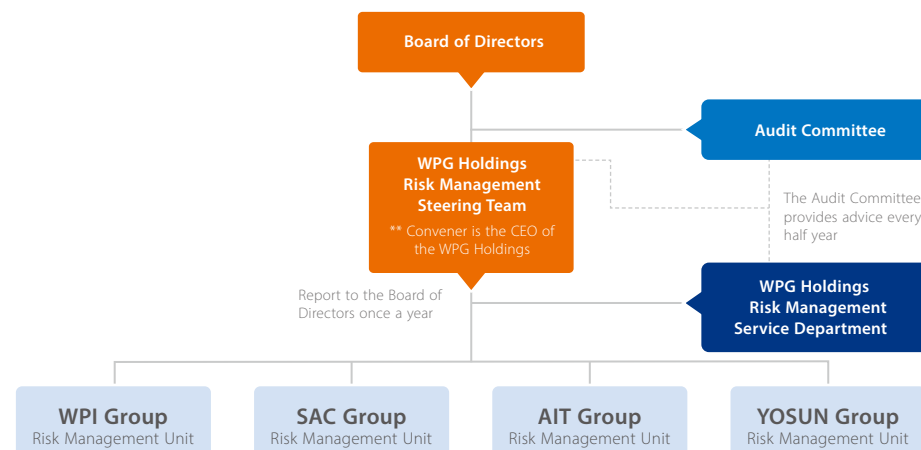 Board of Directors
Audit Committee
WPG Holdings
Risk Management
Steering Team
** Convener is the CEO of
the WPG Holdings
The Audit Committee
provides advice every
half year
WPG Holdings
Risk Management
Service Department
Report to the Board of
Directors once a year
WPI Group
Risk Management Unit
SAC Group
Risk Management Unit
AIT Group
Risk Management Unit
YOSUN Group
Risk Management Unit